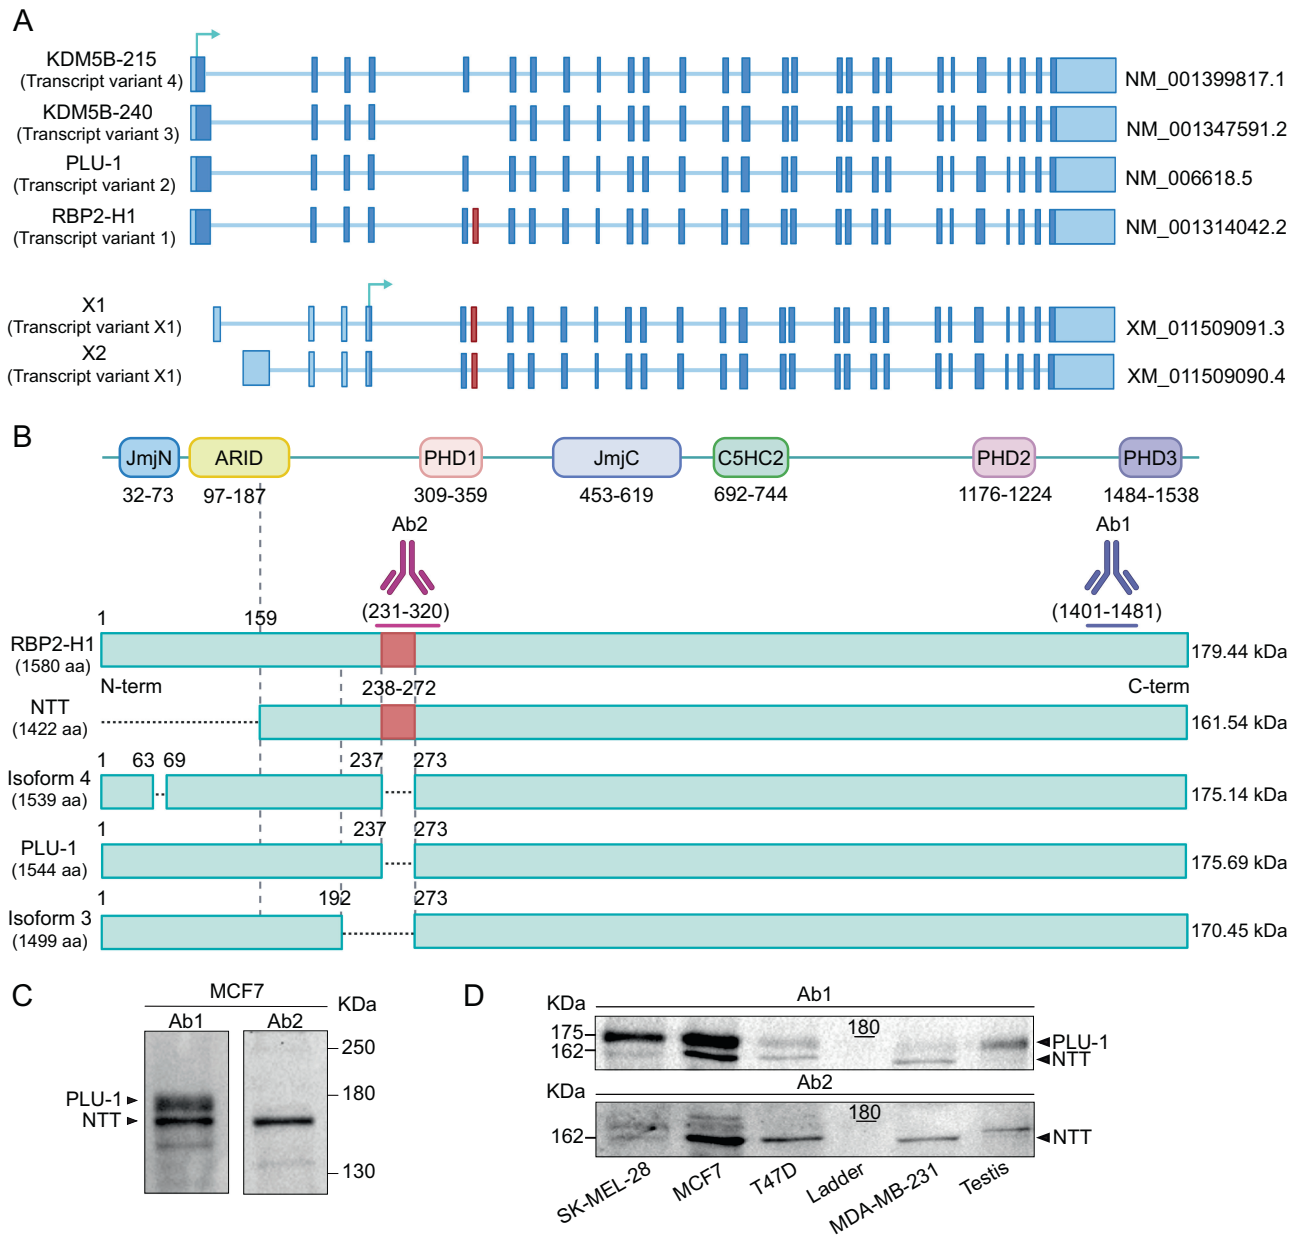 A
KDM5B-215
(Transcript variant 4)
NM_001399817.1
KDM5B-240
(Transcript variant 3)
NM_001347591.2
PLU-1
(Transcript variant 2)
NM_006618.5
RBP2-H1
(Transcript variant 1)
NM_001314042.2
X1
(Transcript variant X1)
XM_011509091.3
X2
(Transcript variant X1)
XM_011509090.4
B
JmjN ARID PHD1 JmjC C5HC2 PHD2 PHD3
32-73 97-187 309-359 453-619 692-744 1176-1224 1484-1538
Ab2 Ab1
(231-320) (1401-1481)
1 159
RBP2-H1
(1580 aa)
179.44 kDa
N-term 238-272 C-term
NTT
(1422 aa)
161.54 kDa
1 63 69 237 273
Isoform 4
(1539 aa)
175.14 kDa
1 237 273
PLU-1
(1544 aa)
175.69 kDa
1 192 273
Isoform 3
(1499 aa)
170.45 kDa
C
MCF7
KDa
Ab1 Ab2
250
180
PLU-1
NTT
130
D
Ab1
KDa
175
162
180
PLU-1
NTT
Ab2
KDa
180
162
NTT
SK-MEL-28 MCF7 T47D Ladder MDA-MB-231 Testis